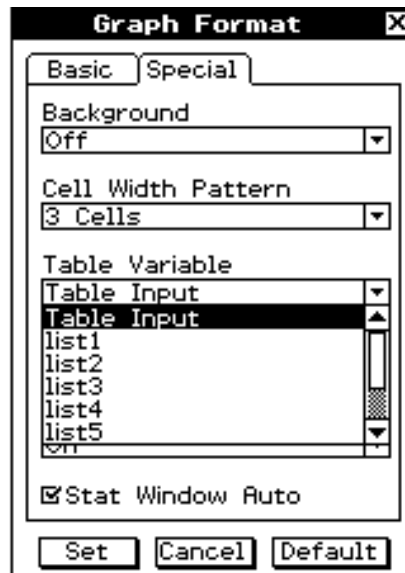 Graph Format
Basic Special
Background
Off
Cell Width Pattern
3 Cells
Table Variable
Table Input
Table Input
list1
list2
list3
list4
list5
Stat Window Auto
Set Cancel Default